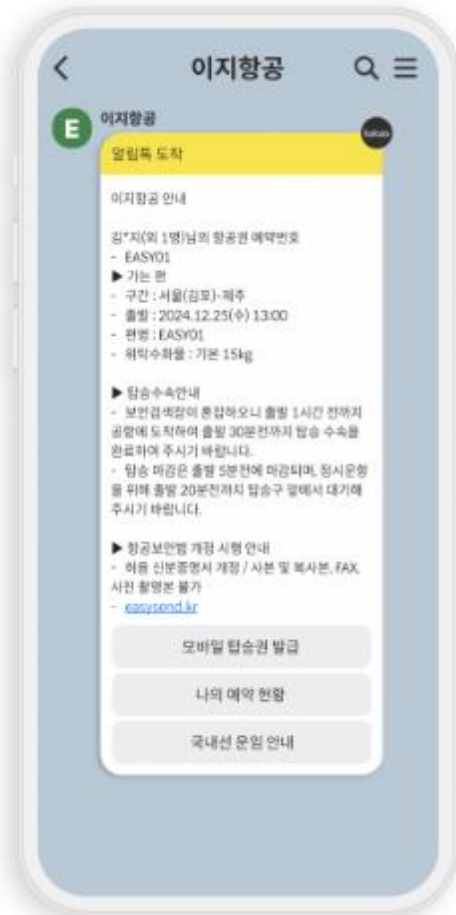 이지항공
E
이지항공
kakao
알림톡 도착
이지항공 안내
김*지(외 1명)님의 항공권 예약번호
- EASY01
▶ 가는 편
- 구간 : 서울(김포)-제주
- 출발 : 2024.12.25(수) 13:00
- 편명 : EASY01
- 위탁수화물 : 기본 15kg
▶ 탑승수속안내
- 보안검색장이 혼잡하오니 출발 1시간 전까지
공항에 도착하여 출발 30분전까지 탑승 수속을
완료하여 주시기 바랍니다.
- 탑승 마감은 출발 5분전에 마감되며, 정시운항
을 위해 출발 20분전까지 탑승구 앞에서 대기해
주시기 바랍니다.
▶ 항공보안법 개정 시행 안내
- 허용 신분증명서 개정 / 사본 및 복사본, FAX,
사진 촬영본 불가
- easysend.kr
모바일 탑승권 발급
나의 예약 현황
국내선 운임 안내